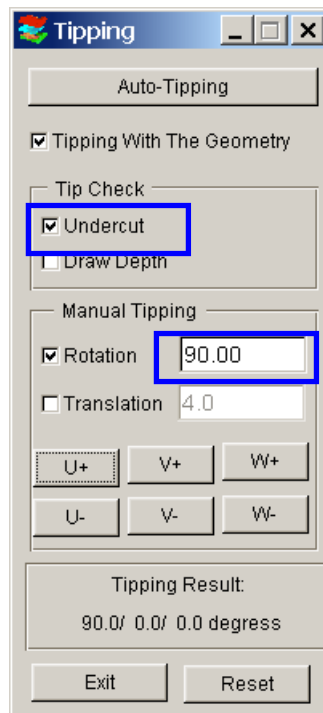 Tipping
Auto-Tipping
Tipping With The Geometry
Tip Check
Undercut
Draw Depth
Manual Tipping
Rotation 90.00
Translation 4.0
U+ V+ W+
U- V- W-
Tipping Result:
90.0/ 0.0/ 0.0 degress
Exit Reset